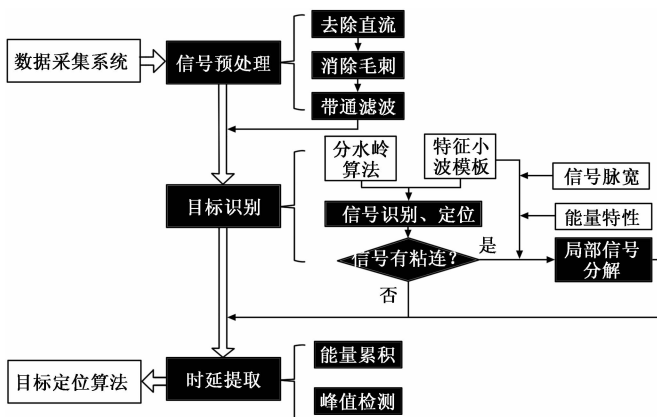 去除直流
数据采集系统
信号预处理
消除毛刺
带通滤波
分水岭
算法
特征小
波模板
信号脉宽
目标识别
信号识别、定位
能量特性
信号有粘连？
是
局部信号
分解
否
能量累积
目标定位算法
时延提取
峰值检测